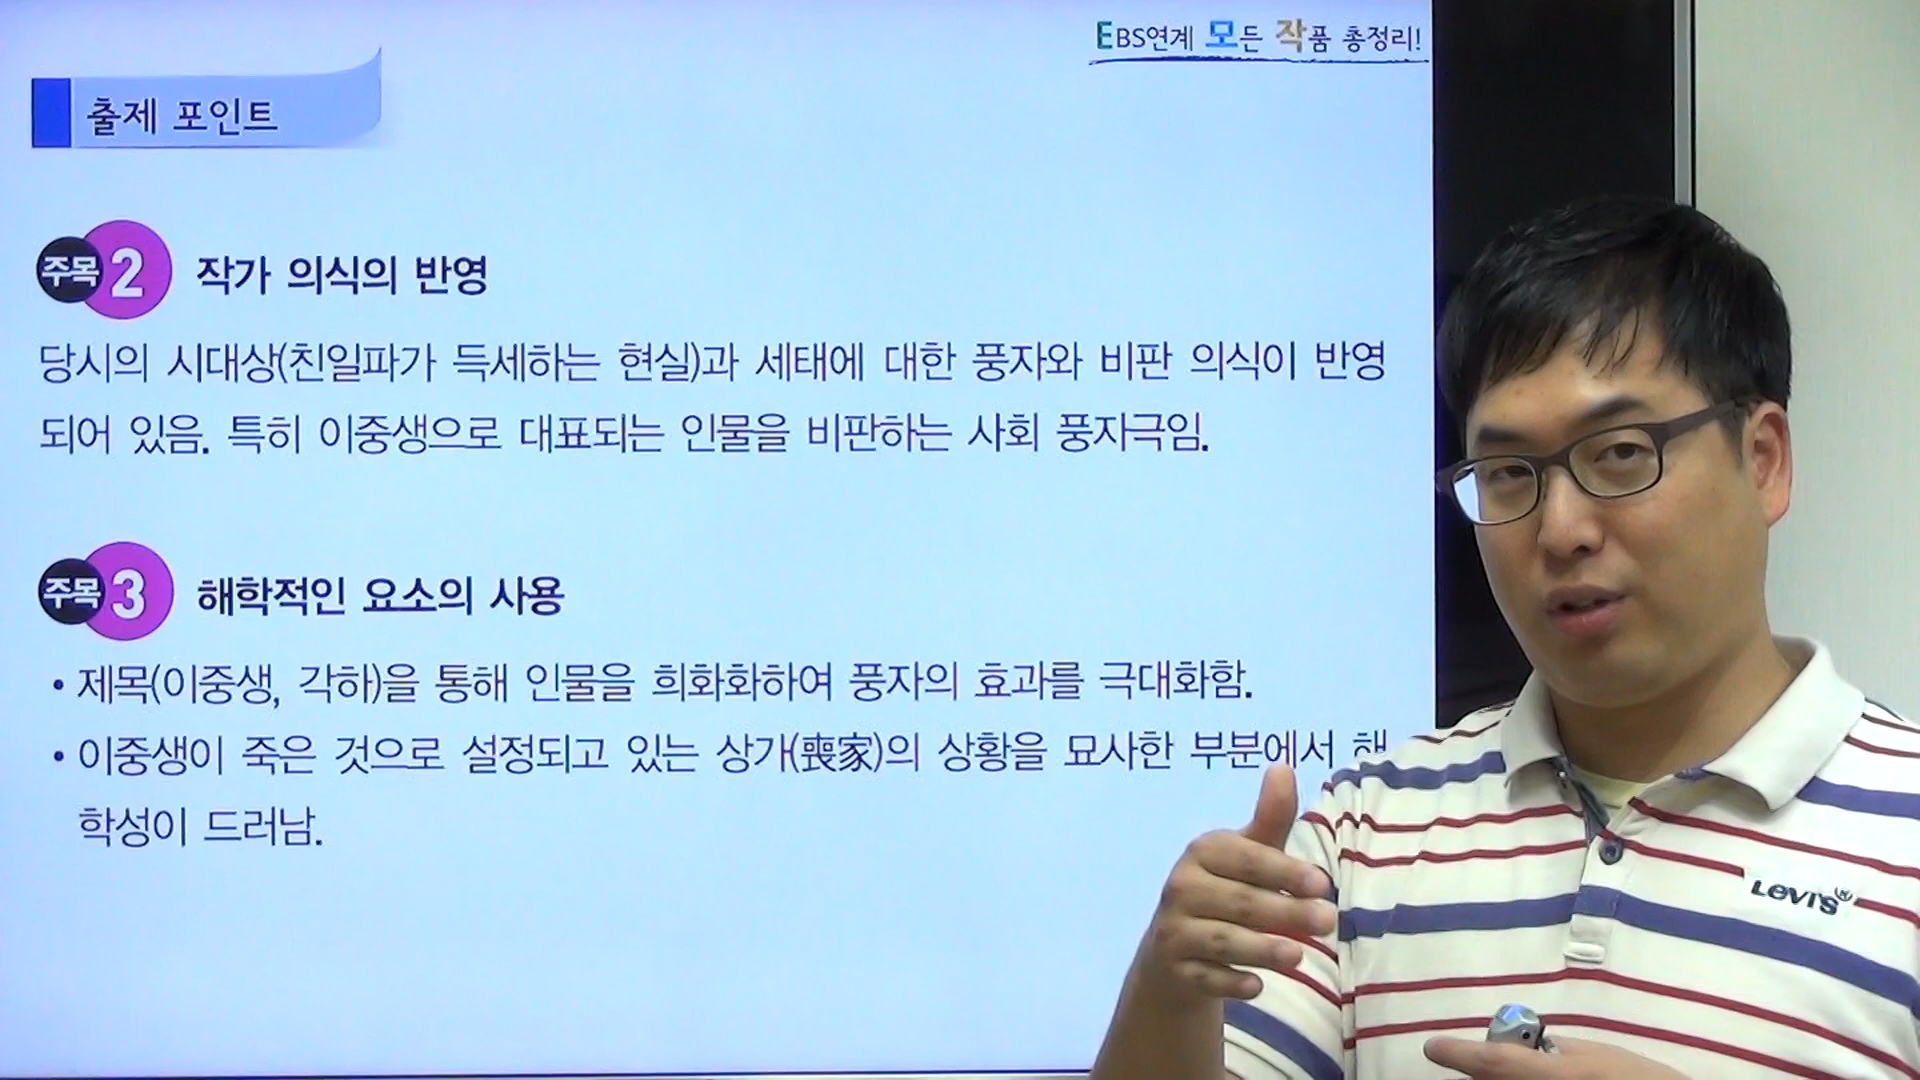 EBS연계 모든 작품 총정리!
출제 포인트
주목 2 작가 의식의 반영
당시의 시대상(친일파가 득세하는 현실)과 세태에 대한 풍자와 비판 의식이 반영
되어 있음. 특히 이중생으로 대표되는 인물을 비판하는 사회 풍자극임.
주목 3 해학적인 요소의 사용
• 제목(이중생, 각하)을 통해 인물을 희화화하여 풍자의 효과를 극대화함.
• 이중생이 죽은 것으로 설정되고 있는 상가(喪家)의 상황을 묘사한 부분에서 해
학성이 드러남.
LEVI'S®